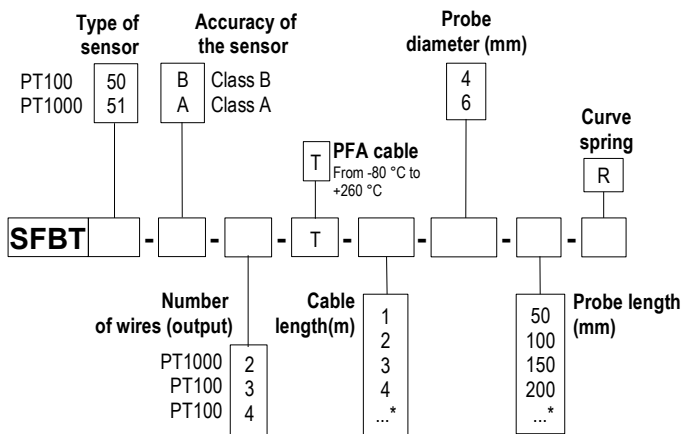 Type of sensor
PT100 50
PT1000 51
Accuracy of the sensor
B Class B
A Class A
Probe diameter (mm)
4
6
Curve spring
R
T PFA cable
From -80 °C to
+260 °C
SFBT - - - T - - - -
Number of wires (output)
PT1000 2
PT100 3
PT100 4
Cable length(m)
1
2
3
4
...*
Probe length (mm)
50
100
150
200
...*